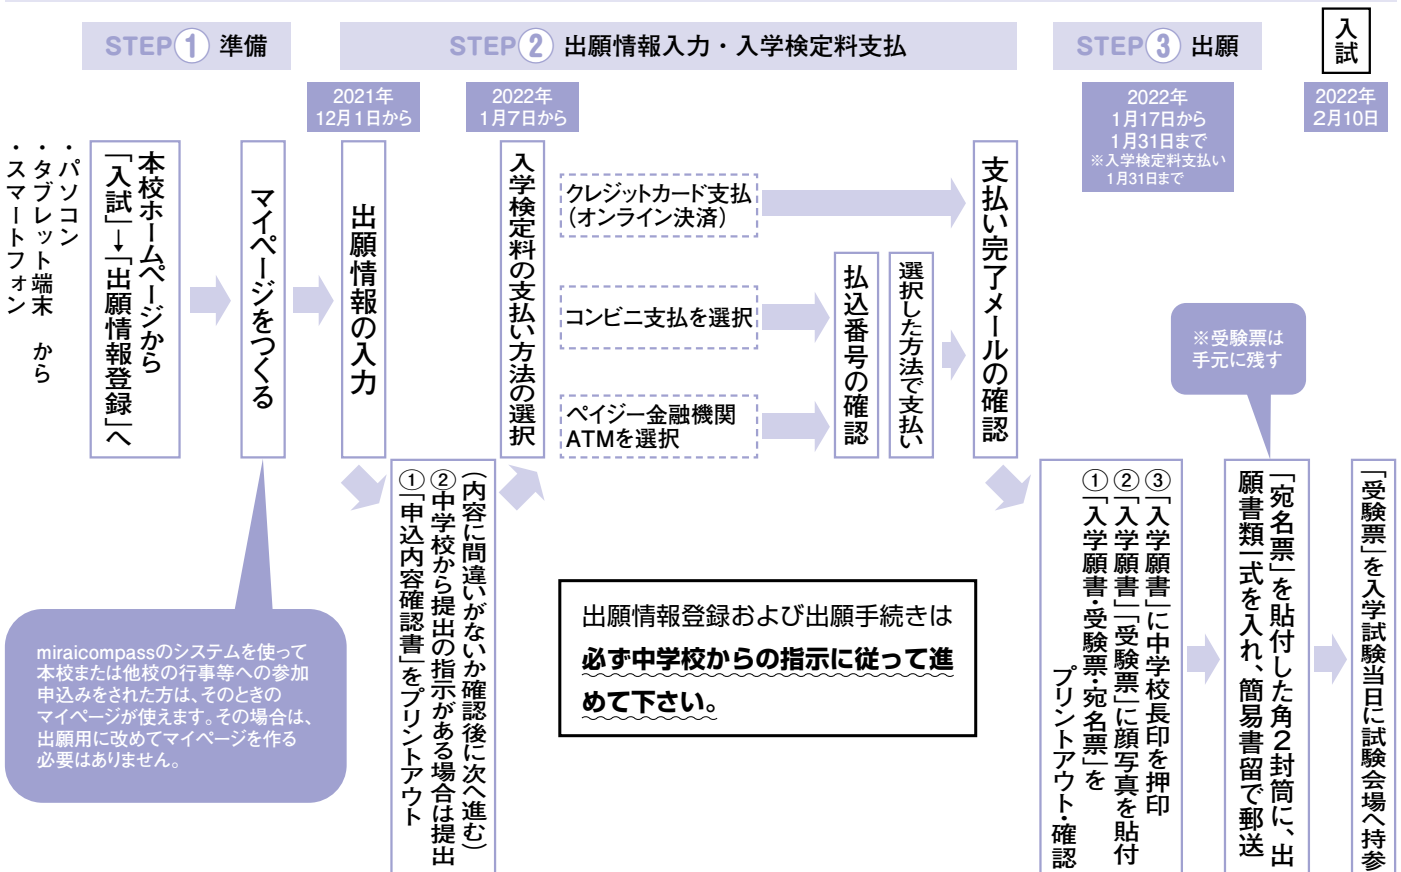 STEP① 準備
STEP② 出願情報入力・入学検定料支払
STEP③ 出願
入試
2021年
12月1日から
2022年
1月7日から
2022年
1月17日から
1月31日まで
※入学検定料支払い
1月31日まで
2022年
2月10日
・パソコン
・タブレット端末 から
・スマートフォン
本校ホームページから
「入試」→「出願情報登録」へ
マイページをつくる
miraicompassのシステムを使って
本校または他校の行事等への参加
申込みをされた方は、そのときの
マイページが使えます。その場合は、
出願用に改めてマイページを作る
必要はありません。
出願情報の入力
①「申込内容確認書」をプリントアウト
②中学校から提出の指示がある場合は提出
(内容に間違いがないか確認後に次へ進む)
入学検定料の支払い方法の選択
クレジットカード支払
(オンライン決済)
コンビニ支払を選択
ペイジー金融機関
ATMを選択
払込番号の確認
選択した方法で支払い
支払い完了メールの確認
出願情報登録および出願手続きは
必ず中学校からの指示に従って進
めて下さい。
①「入学願書・受験票・宛名票」を
プリントアウト・確認
②「入学願書」「受験票」に顔写真を貼付
③「入学願書」に中学校長印を押印
※受験票は
手元に残す
「宛名票」を貼付した角2封筒に、出
願書類一式を入れ、簡易書留で郵送
「受験票」を入学試験当日に試験会場へ持参